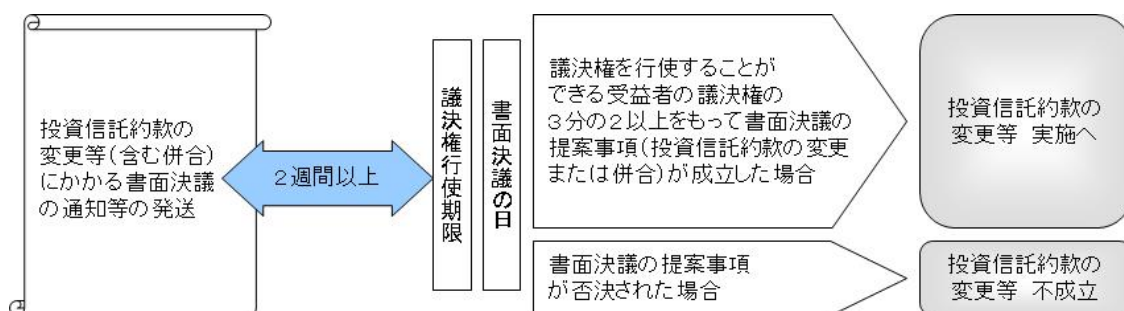 投資信託約款の
変更等(含む併合)
にかかる書面決議
の通知等の発送
2週間以上
議決権行使期限
書面決議の日
議決権を行使することが
できる受益者の議決権の
3分の2以上をもって書面決議の
提案事項(投資信託約款の変更
または併合)が成立した場合
投資信託約款の
変更等 実施へ
書面決議の提案事項
が否決された場合
投資信託約款の
変更等 不成立